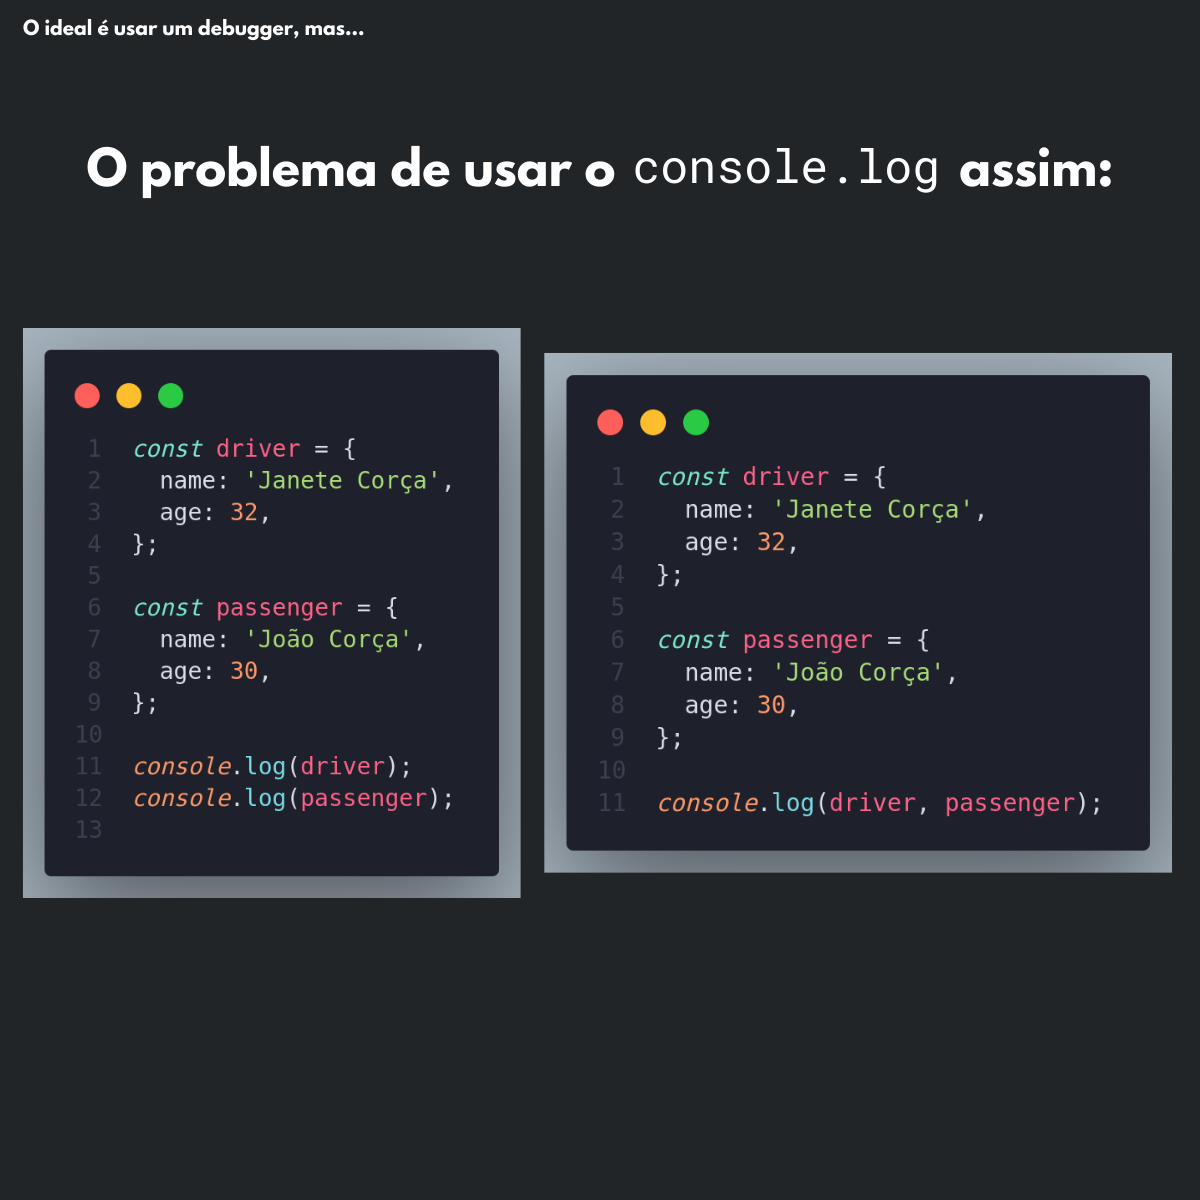 O ideal é usar um debugger, mas...
O problema de usar o console.log assim:
1 const driver = {
2   name: 'Janete Corça',
3   age: 32,
4 };
5
6 const passenger = {
7   name: 'João Corça',
8   age: 30,
9 };
10
11 console.log(driver);
12 console.log(passenger);
13
1 const driver = {
2   name: 'Janete Corça',
3   age: 32,
4 };
5
6 const passenger = {
7   name: 'João Corça',
8   age: 30,
9 };
10
11 console.log(driver, passenger);